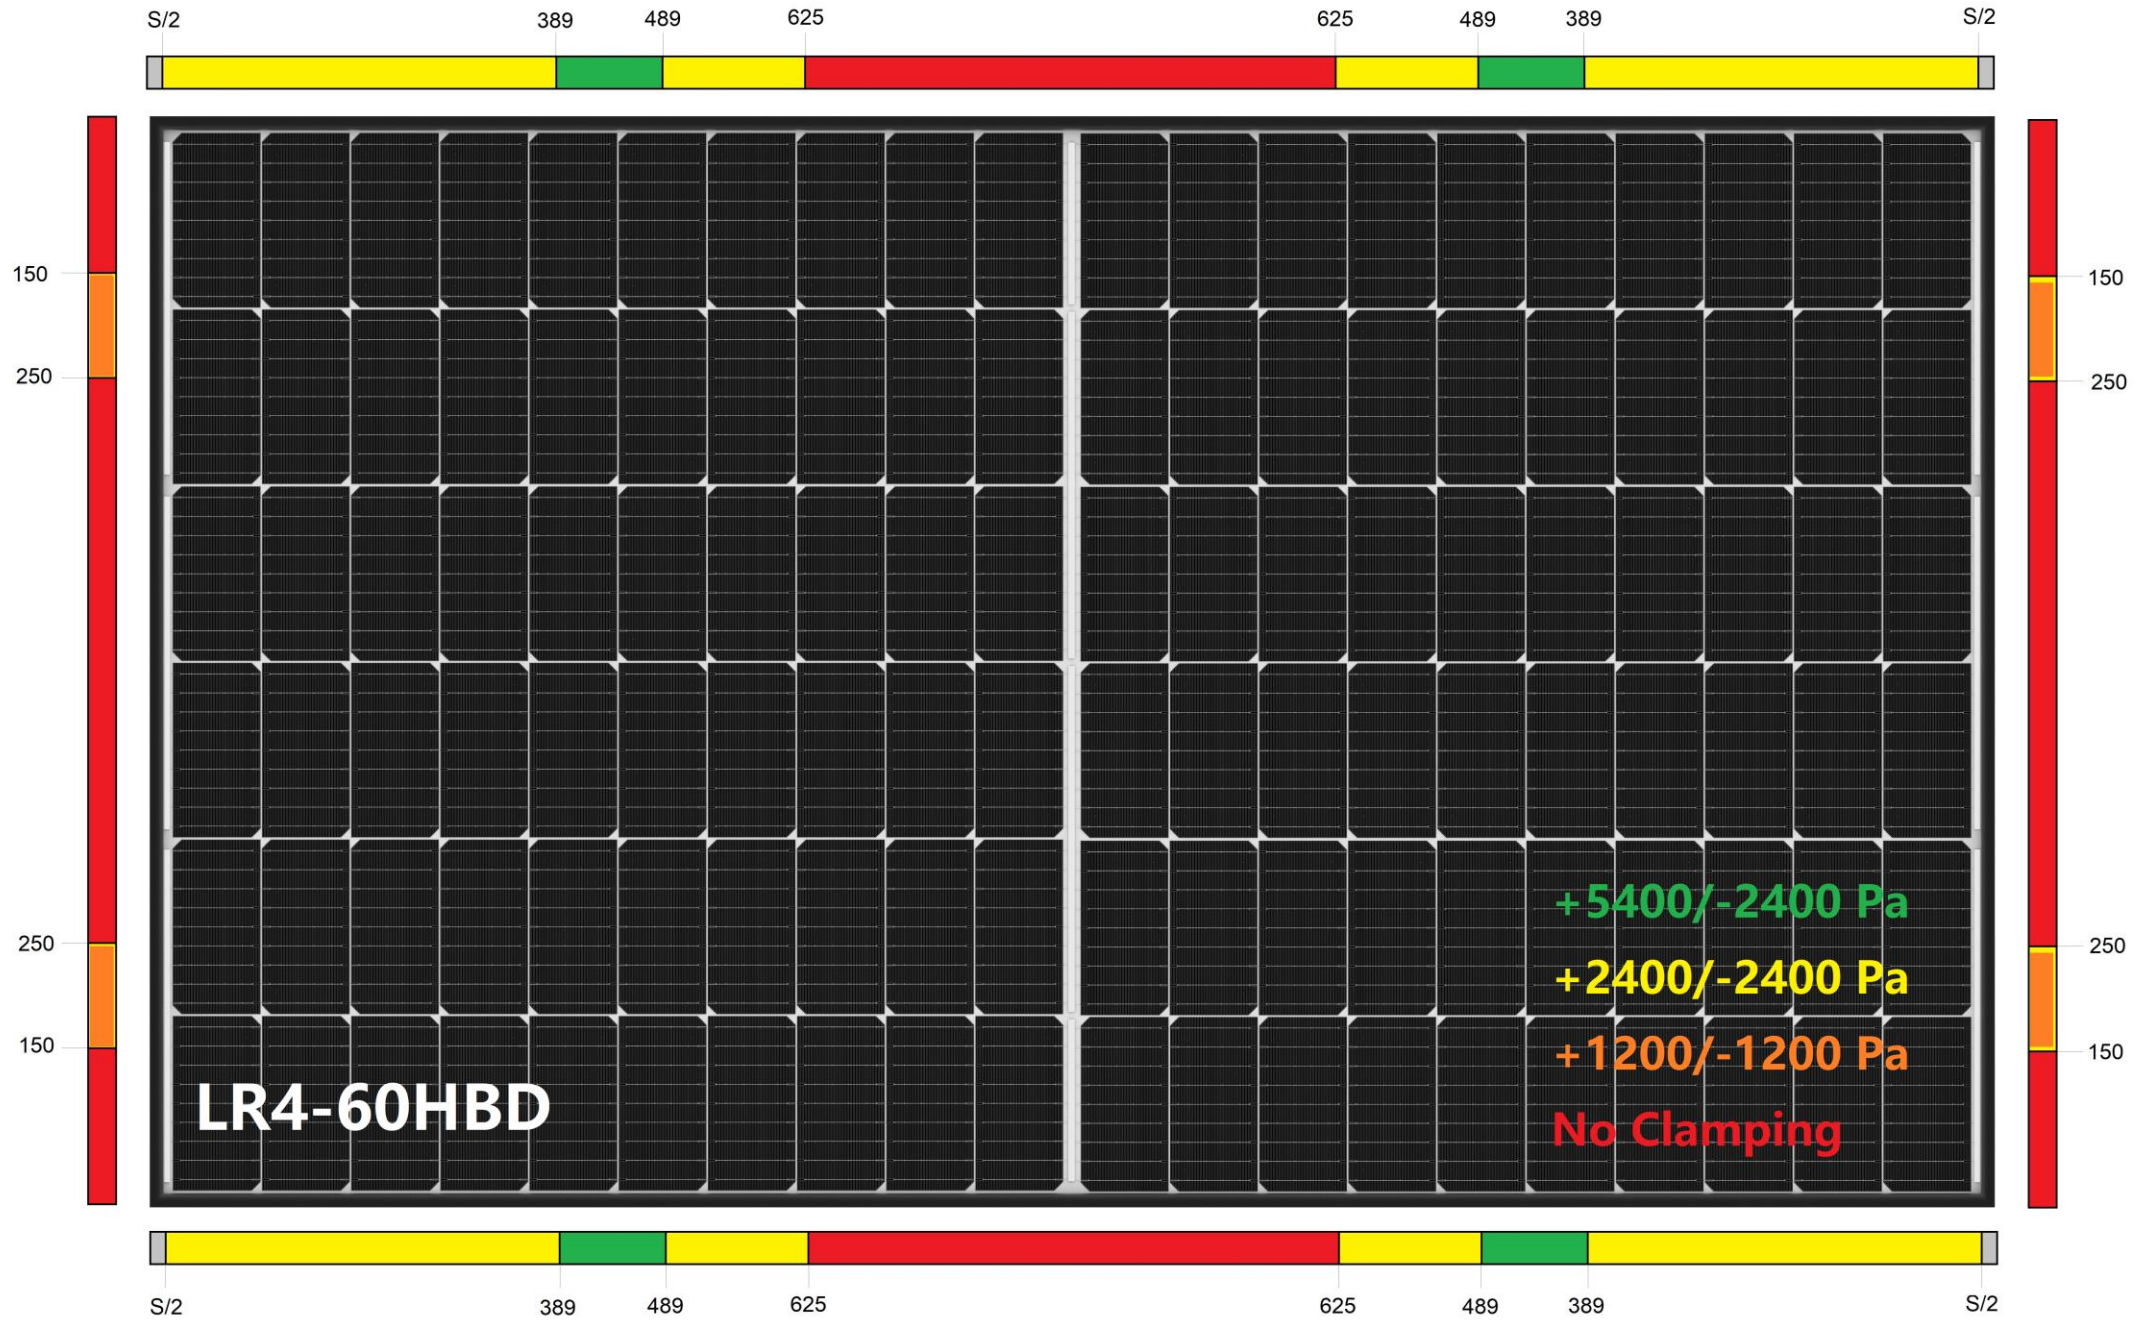 S/2 389 489 625 625 489 389 S/2
150 150
250 250
250 250
150 150
+5400/-2400 Pa
+2400/-2400 Pa
+1200/-1200 Pa
No Clamping
LR4-60HBD
S/2 389 489 625 625 489 389 S/2